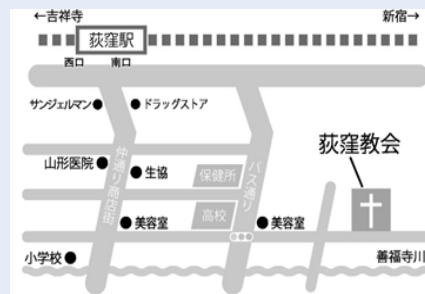 ←吉祥寺
新宿→
荻窪駅
西口
南口
サンジェルマン
ドラッグストア
荻窪教会
山形医院
生協
保健所
仲通り商店街
バス通り
高校
美容室
美容室
小学校
善福寺川